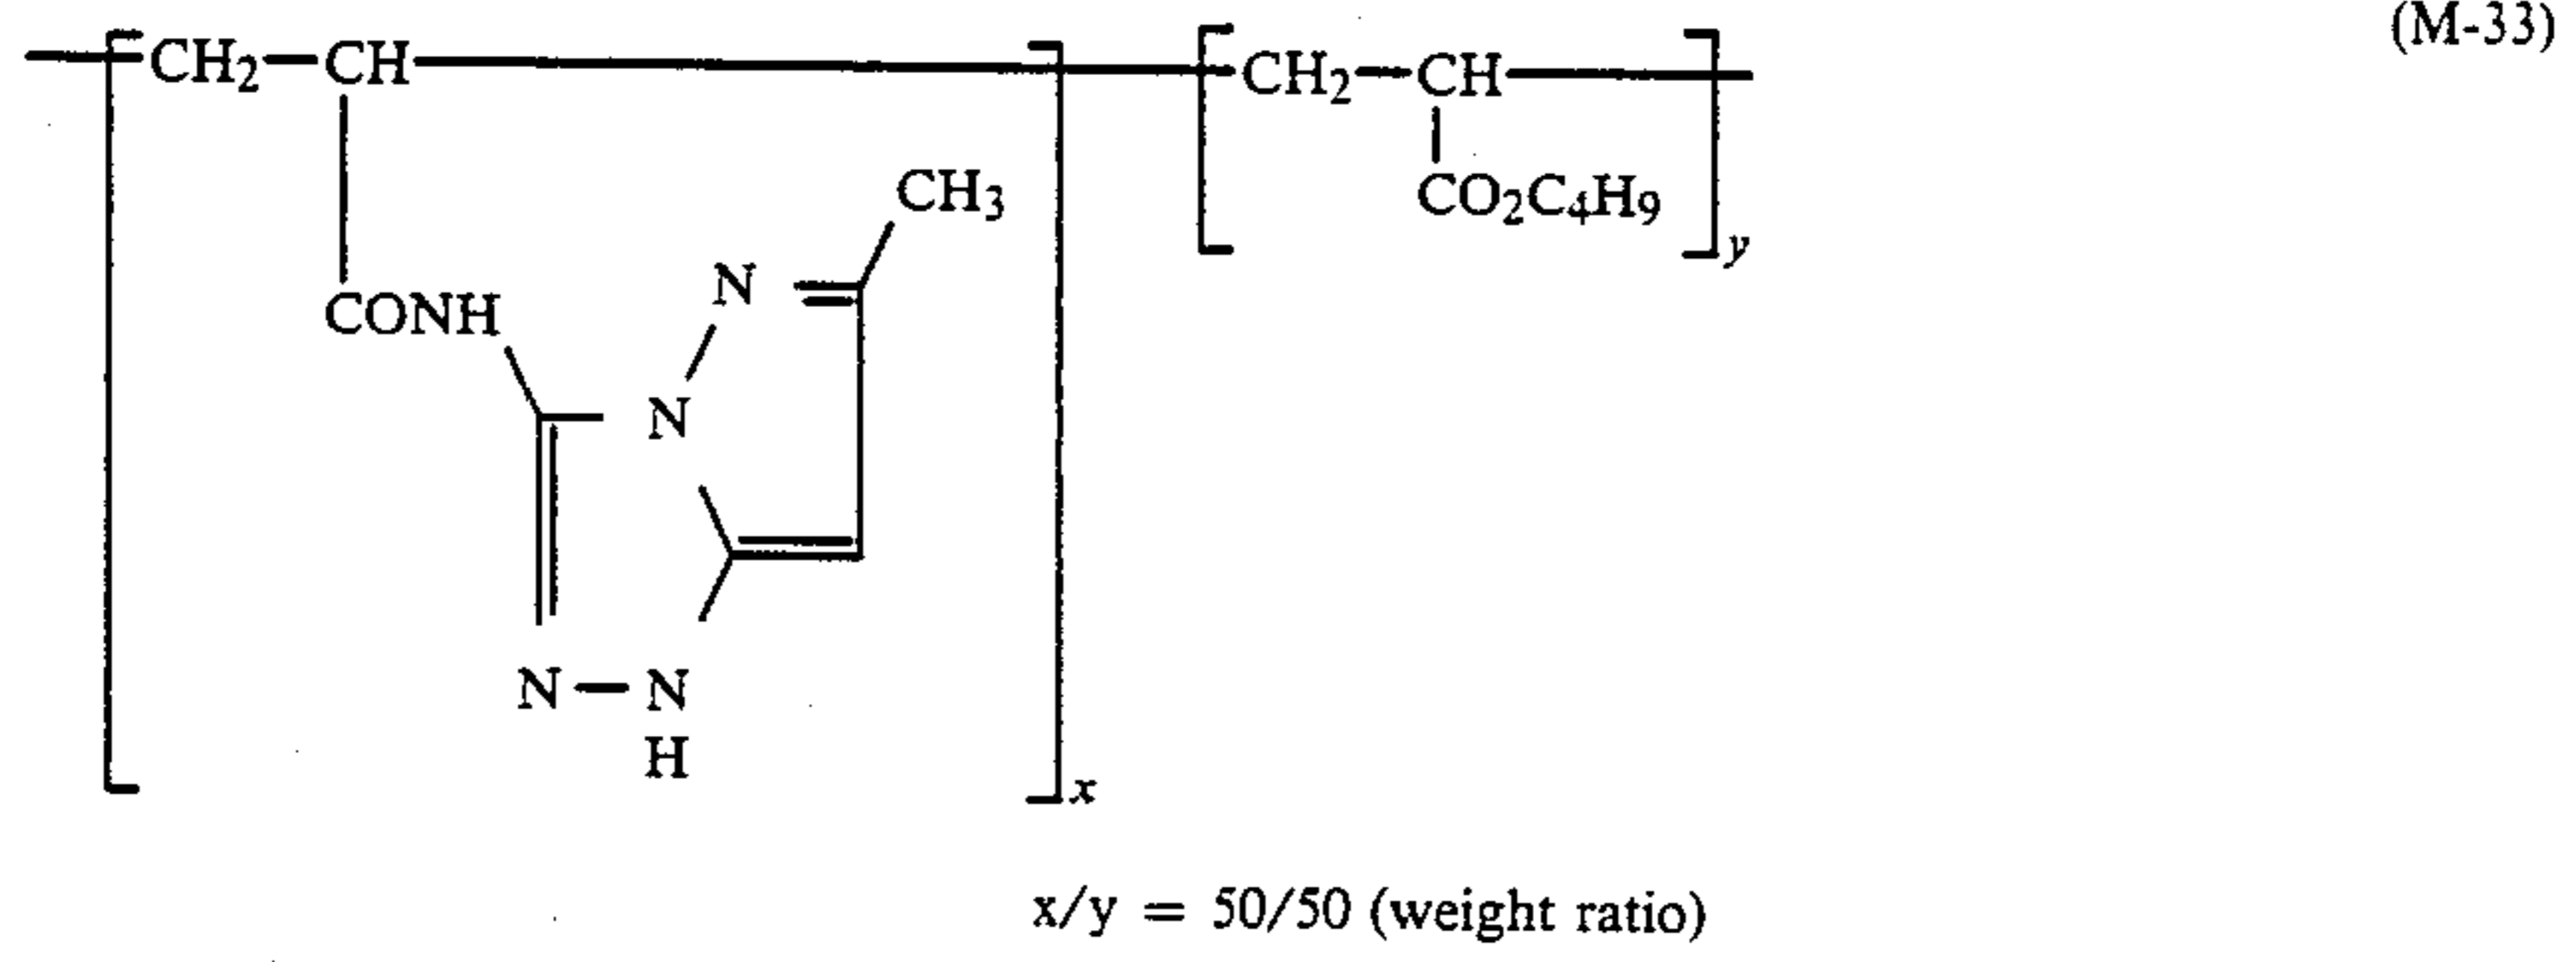 (M-33)
CH2—CH CH2—CH
CH3 CO2C4H9
y
N
CONH
N
N—N
H
x
x/y = 50/50 (weight ratio)